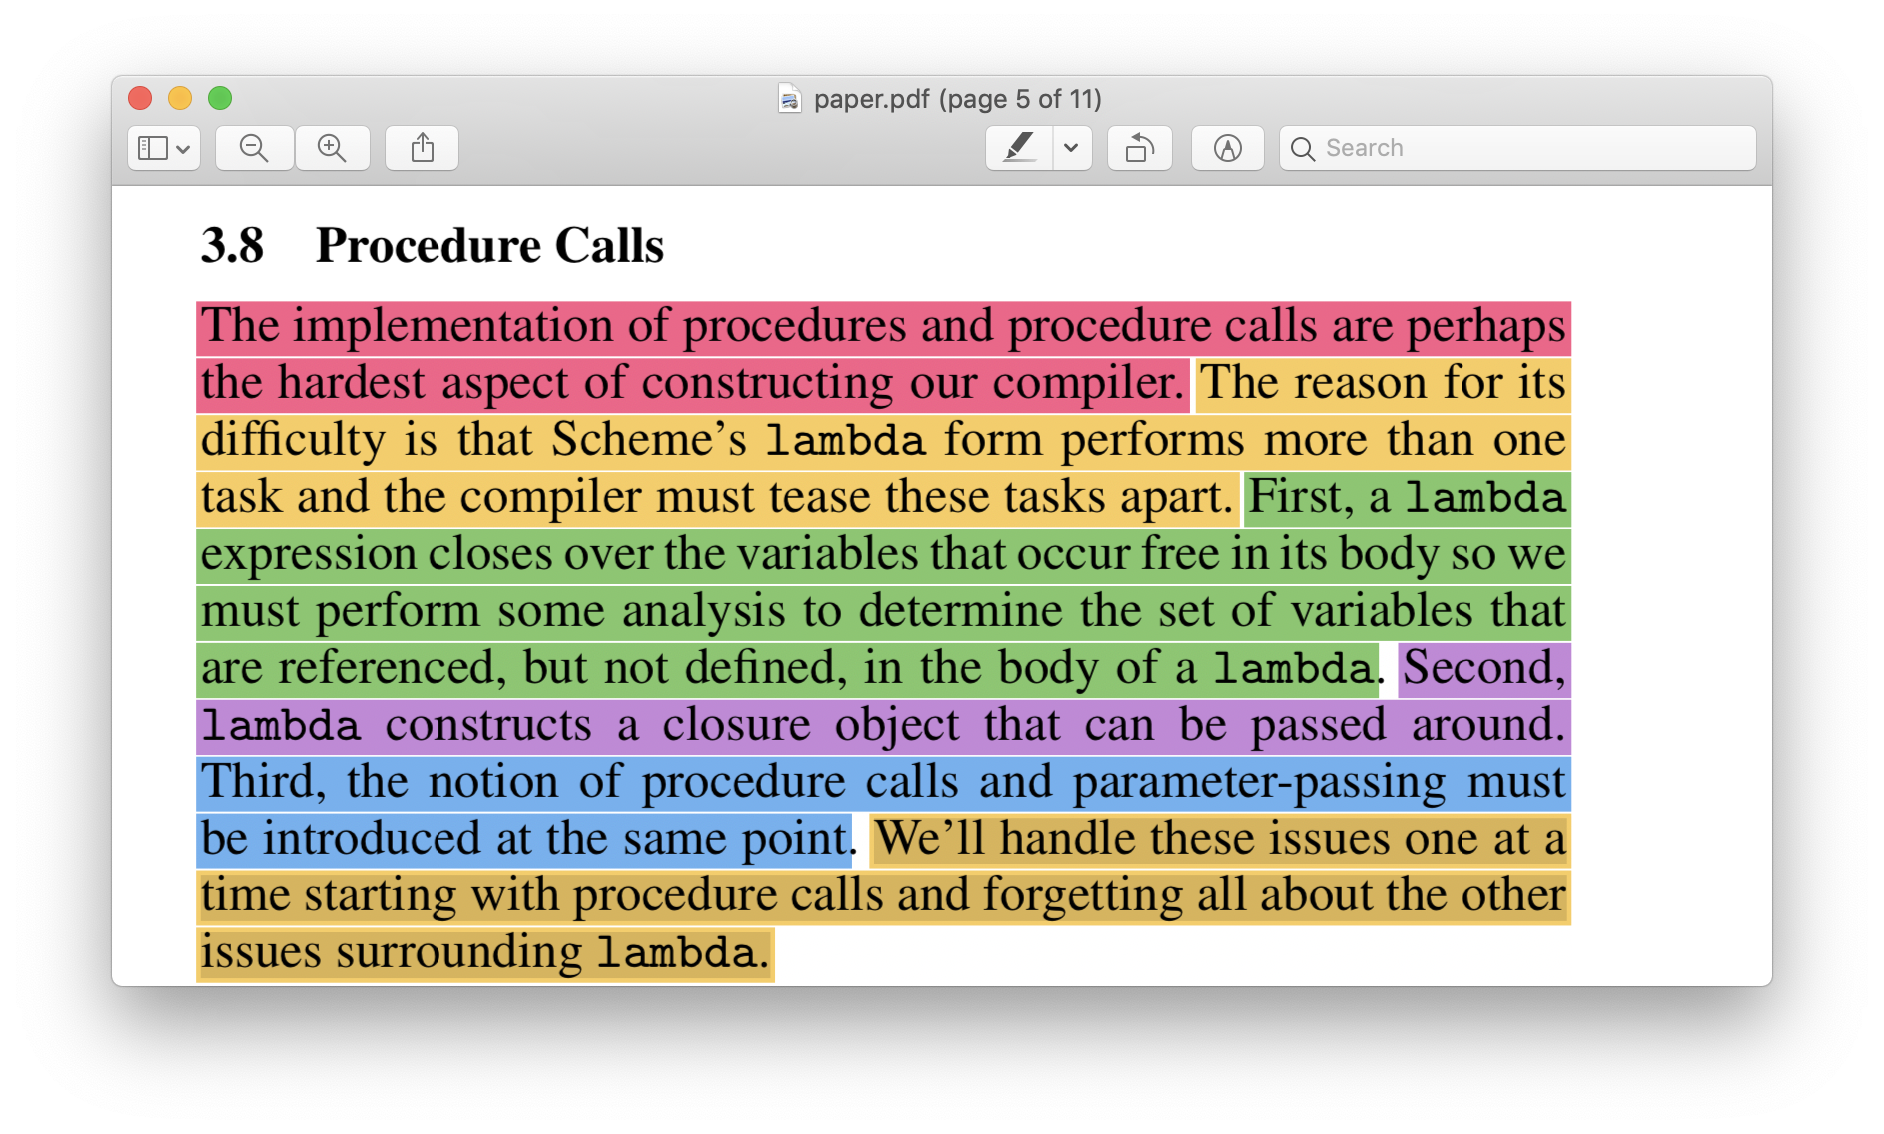 paper.pdf (page 5 of 11)
Search
3.8 Procedure Calls
The implementation of procedures and procedure calls are perhaps
the hardest aspect of constructing our compiler. The reason for its
difficulty is that Scheme’s lambda form performs more than one
task and the compiler must tease these tasks apart. First, a lambda
expression closes over the variables that occur free in its body so we
must perform some analysis to determine the set of variables that
are referenced, but not defined, in the body of a lambda. Second,
lambda constructs a closure object that can be passed around.
Third, the notion of procedure calls and parameter-passing must
be introduced at the same point. We’ll handle these issues one at a
time starting with procedure calls and forgetting all about the other
issues surrounding lambda.